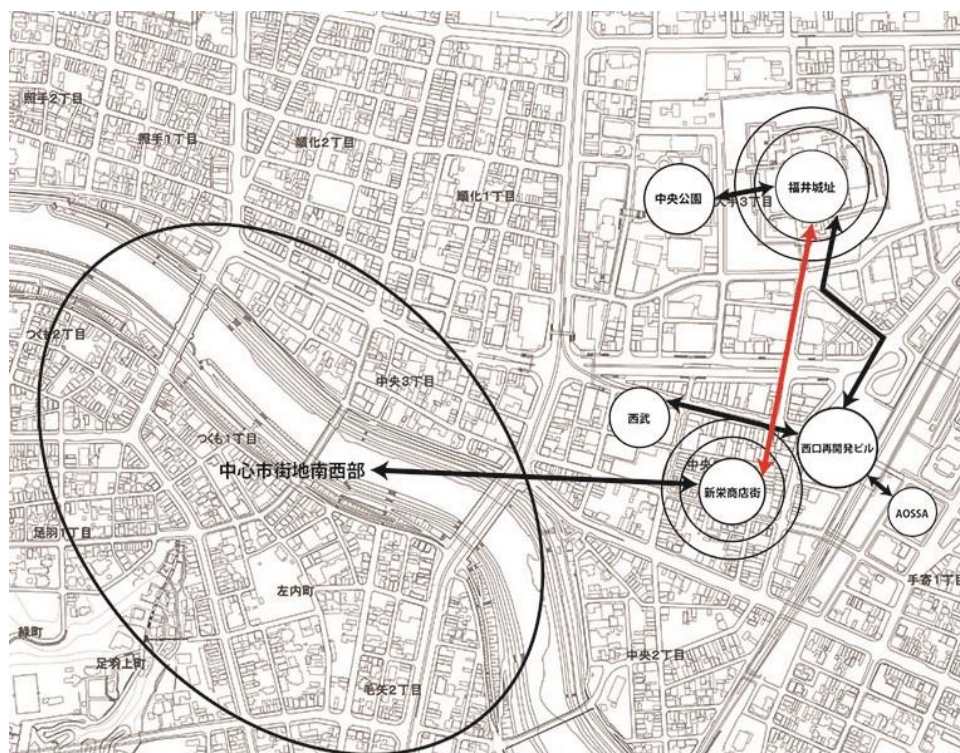 照手2丁目
照手1丁目
順化2丁目
順化1丁目
中央公園
大手3丁目
福井城址
つくも2丁目
中央3丁目
西武
つくも1丁目
中心市街地南西部
中央
新栄商店街
西口再開発ビル
AOSSA
足羽1丁目
手寄1丁目
左内町
緑町
足羽上町
中央2丁目
毛矢2丁目